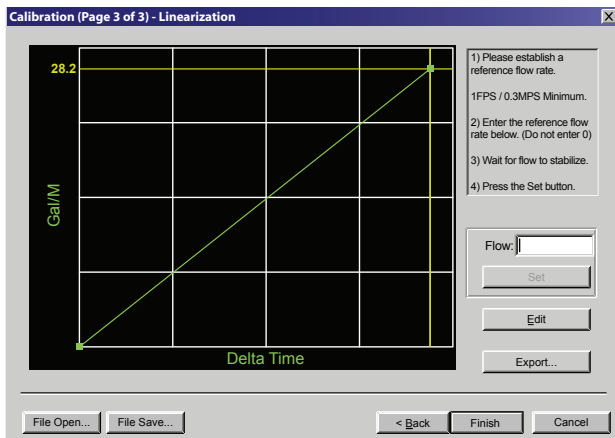 Calibration (Page 3 of 3) - Linearization
X
28.2
Gal/M
Delta Time
1) Please establish a
reference flow rate.
1FPS / 0.3MPS Minimum.
2) Enter the reference flow
rate below. (Do not enter 0)
3) Wait for flow to stabilize.
4) Press the Set button.
Flow:
Set
Edit
Export...
File Open...
File Save...
< Back
Finish
Cancel